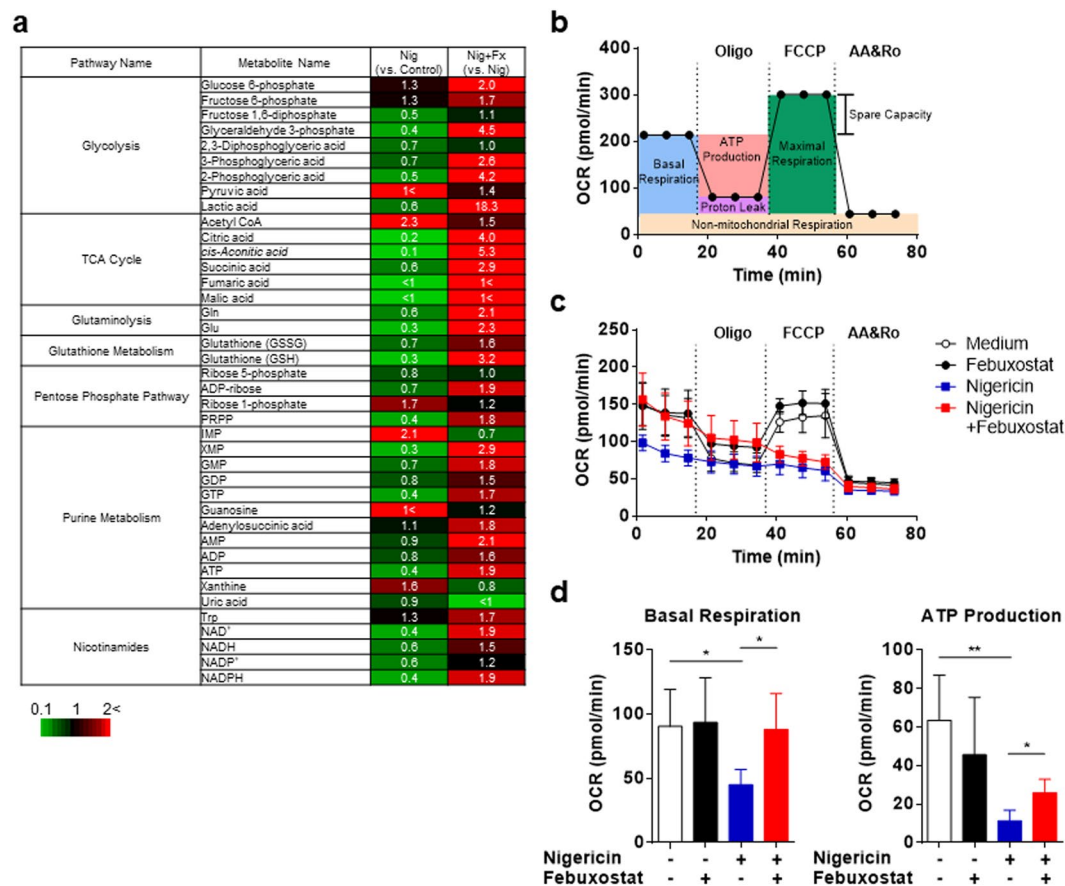 a
Pathway Name Metabolite Name Nig (vs. Control) Nig+Fx (vs. Nig)
Glycolysis
Glucose 6-phosphate 1.3 2.0
Fructose 6-phosphate 1.3 1.7
Fructose 1,6-diphosphate 0.5 1.1
Glyceraldehyde 3-phosphate 0.4 4.5
2,3-Diphosphoglyceric acid 0.7 1.0
3-Phosphoglyceric acid 0.7 2.6
2-Phosphoglyceric acid 0.5 4.2
Pyruvic acid 1< 1.4
Lactic acid 0.6 18.3
TCA Cycle
Acetyl CoA 2.3 1.5
Citric acid 0.2 4.0
cis-Aconitic acid 0.1 5.3
Succinic acid 0.6 2.9
Fumaric acid <1 1<
Malic acid <1 1<
Glutaminolysis
Gln 0.6 2.1
Glu 0.3 2.3
Glutathione Metabolism
Glutathione (GSSG) 0.7 1.6
Glutathione (GSH) 0.3 3.2
Pentose Phosphate Pathway
Ribose 5-phosphate 0.8 1.0
ADP-ribose 0.7 1.9
Ribose 1-phosphate 1.7 1.2
PRPP 0.4 1.8
Purine Metabolism
IMP 2.1 0.7
XMP 0.3 2.9
GMP 0.7 1.8
GDP 0.8 1.5
GTP 0.4 1.7
Guanosine 1< 1.2
Adenylosuccinic acid 1.1 1.8
AMP 0.9 2.1
ADP 0.8 1.6
ATP 0.4 1.9
Xanthine 1.6 0.8
Uric acid 0.9 <1
Nicotinamides
Trp 1.3 1.7
NAD+ 0.4 1.9
NADH 0.6 1.5
NADP+ 0.6 1.2
NADPH 0.4 1.9
0.1 1 2<
b
Oligo FCCP AA&Ro
OCR (pmol/min)
400
300
200
100
0
Basal Respiration
ATP Production
Proton Leak
Maximal Respiration
Spare Capacity
Non-mitochondrial Respiration
0 20 40 60 80
Time (min)
c
Oligo FCCP AA&Ro
OCR (pmol/min)
250
200
150
100
50
0
0 20 40 60 80
Time (min)
Medium
Febuxostat
Nigericin
Nigericin
+Febuxostat
d
Basal Respiration
OCR (pmol/min)
150
100
50
0
* *
Nigericin - - + +
Febuxostat - + - +
ATP Production
OCR (pmol/min)
100
80
60
40
20
0
** *
Nigericin - - + +
Febuxostat - + - +